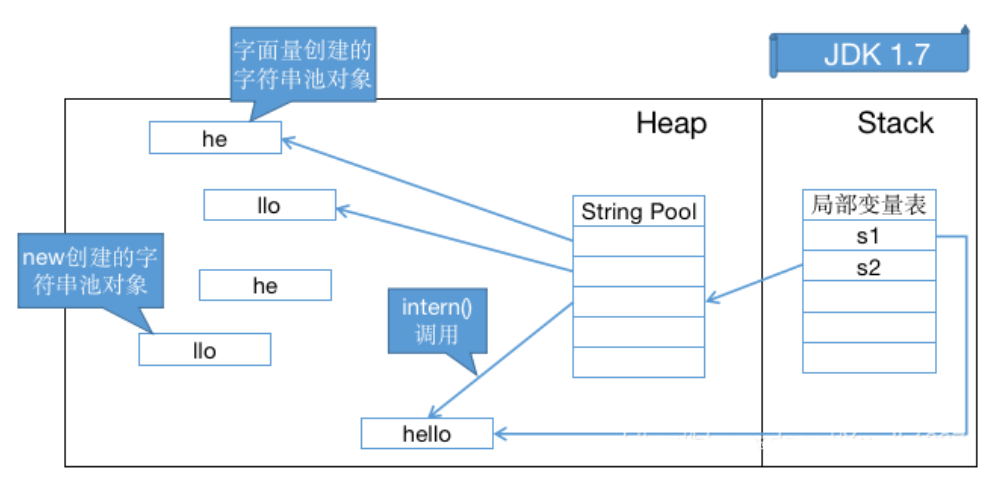 字面量创建的
字符串池对象
JDK 1.7
Heap
Stack
he
llo
String Pool
局部变量表
s1
s2
new创建的字
符串池对象
he
intern()
调用
llo
hello